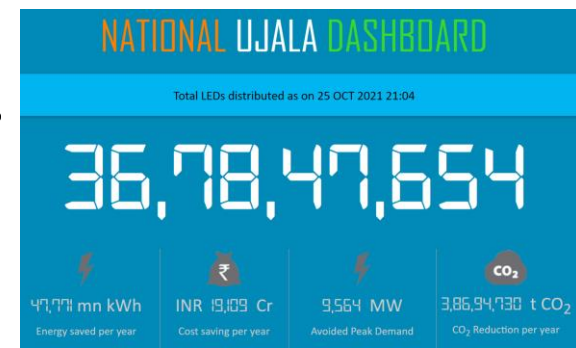 NATIONAL UJALA DASHBOARD
Total LEDs distributed as on 25 OCT 2021 21:04
36,78,47,654
47,771 mn kWh
Energy saved per year
₹
INR 19,109 Cr
Cost saving per year
9,564 MW
Avoided Peak Demand
CO₂
3,86,94,730 t CO₂
CO₂ Reduction per year